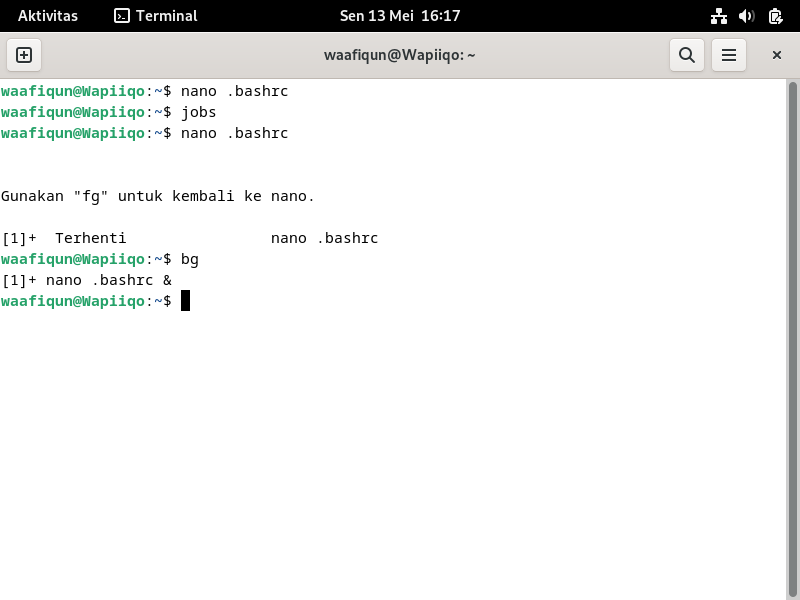 Aktivitas Terminal Sen 13 Mei 16:17
waafiqun@Wapiiqo: ~
waafiqun@Wapiiqo:~$ nano .bashrc
waafiqun@Wapiiqo:~$ jobs
waafiqun@Wapiiqo:~$ nano .bashrc
Gunakan "fg" untuk kembali ke nano.
[1]+  Terhenti                nano .bashrc
waafiqun@Wapiiqo:~$ bg
[1]+ nano .bashrc &
waafiqun@Wapiiqo:~$